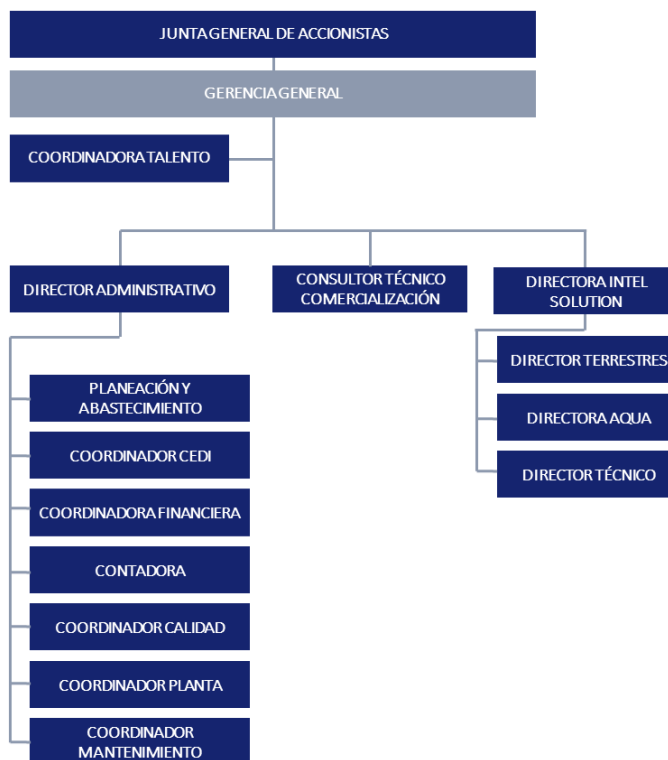 JUNTA GENERAL DE ACCIONISTAS
GERENCIA GENERAL
COORDINADORA TALENTO
DIRECTOR ADMINISTRATIVO
CONSULTOR TÉCNICO
COMERCIALIZACIÓN
DIRECTORA INTEL
SOLUTION
DIRECTOR TERRESTRES
DIRECTORA AQUA
DIRECTOR TÉCNICO
PLANEACIÓN Y
ABASTECIMIENTO
COORDINADOR CEDI
COORDINADORA FINANCIERA
CONTADORA
COORDINADOR CALIDAD
COORDINADOR PLANTA
COORDINADOR
MANTENIMIENTO